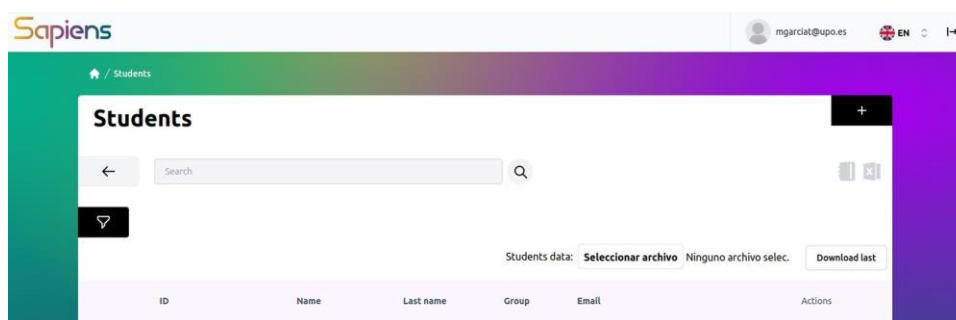 Sapiens
mgarciat@upo.es EN
/ Students
Students
+
Search
Students data: Seleccionar archivo Ninguno archivo selec. Download last
ID Name Last name Group Email Actions